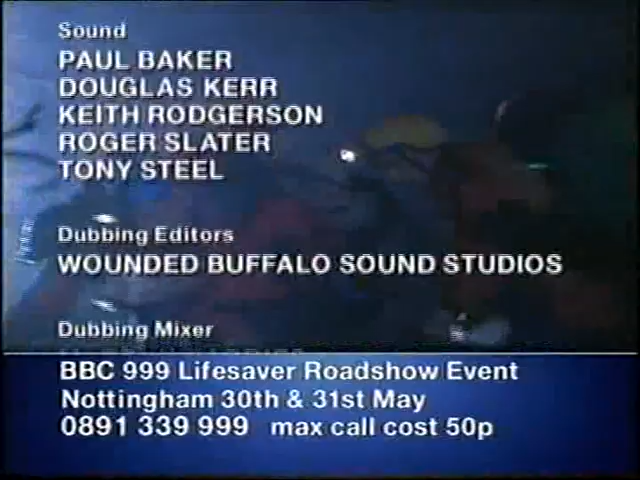 Sound
PAUL BAKER
DOUGLAS KERR
KEITH RODGERSON
ROGER SLATER
TONY STEEL
Dubbing Editors
WOUNDED BUFFALO SOUND STUDIOS
Dubbing Mixer
BBC 999 Lifesaver Roadshow Event
Nottingham 30th & 31st May
0891 339 999 max call cost 50p